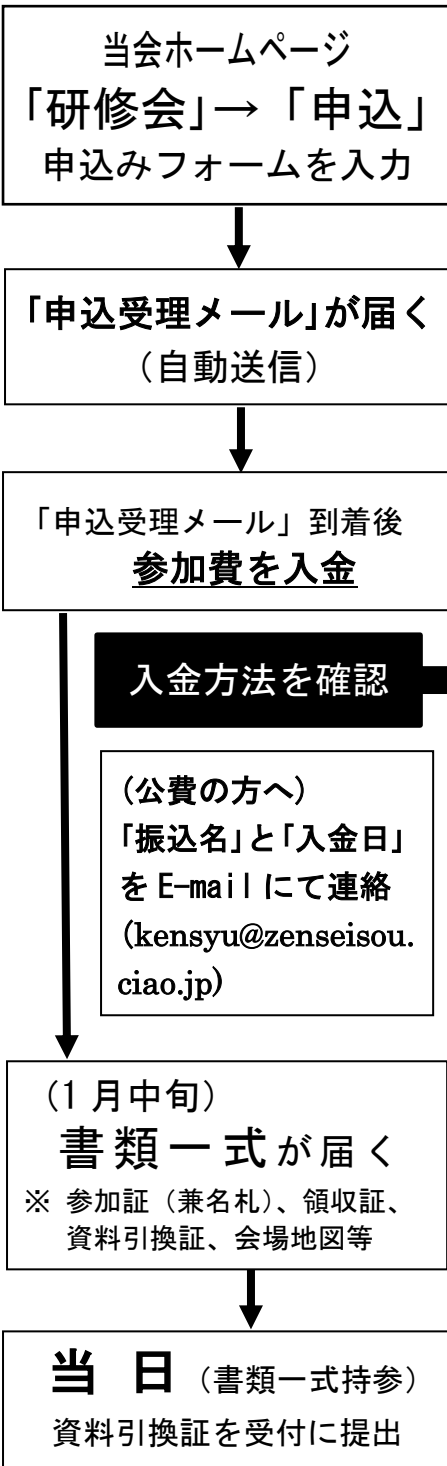 当会ホームページ
「研修会」→「申込」
申込みフォームを入力
「申込受理メール」が届く
（自動送信）
「申込受理メール」到着後
参加費を入金
入金方法を確認
(公費の方へ)
「振込名」と「入金日」
を E-mail にて連絡
(kensyu@zenseisou.
ciao.jp)
(1 月中旬)
書類一式が届く
※ 参加証（兼名札）、領収証、
資料引換証、会場地図等
当 日（書類一式持参）
資料引換証を受付に提出